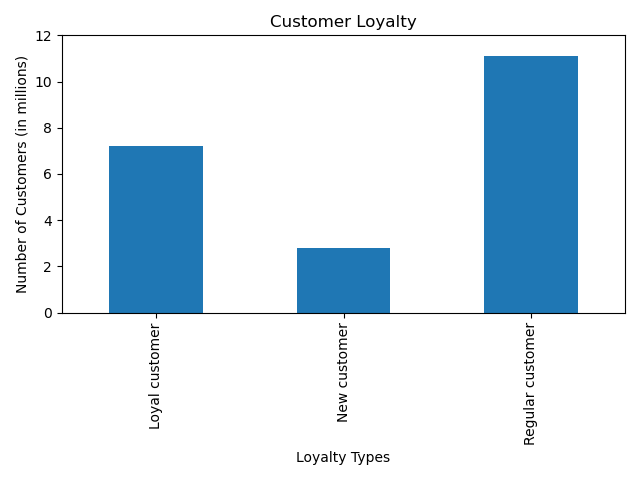 Customer Loyalty
Number of Customers (in millions)
12
10
8
6
4
2
0
Loyal customer
New customer
Regular customer
Loyalty Types